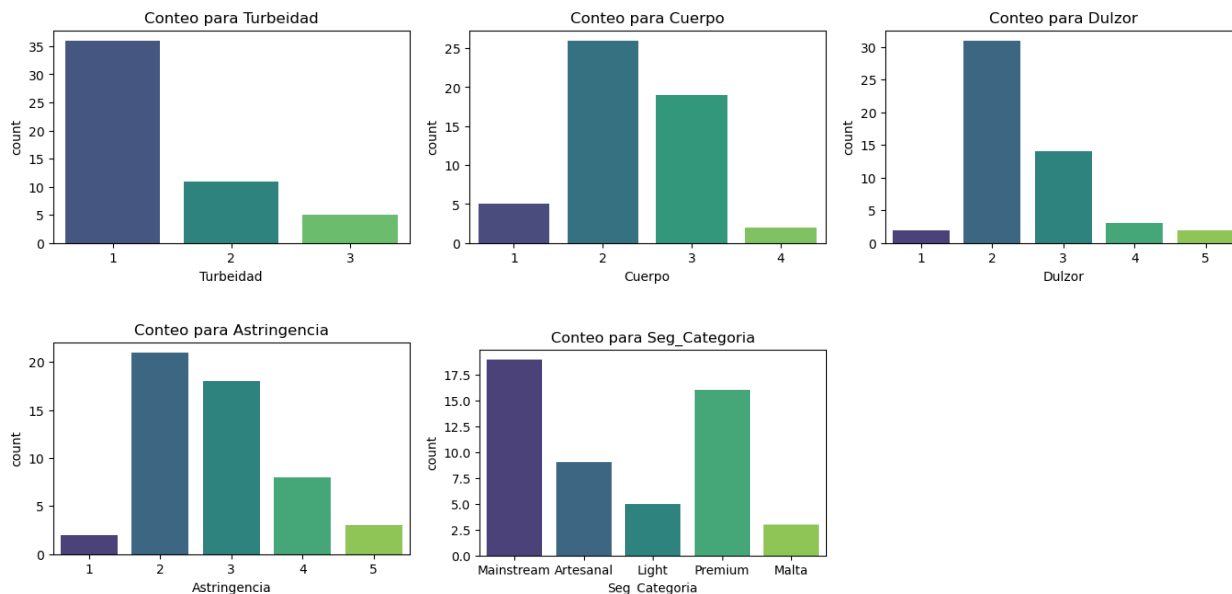 Conteo para Turbeidad
count
35
30
25
20
15
10
5
0
1 2 3
Turbeidad
Conteo para Cuerpo
count
25
20
15
10
5
0
1 2 3 4
Cuerpo
Conteo para Dulzor
count
30
25
20
15
10
5
0
1 2 3 4 5
Dulzor
Conteo para Astringencia
count
20
15
10
5
0
1 2 3 4 5
Astringencia
Conteo para Seg_Categoria
count
17.5
15.0
12.5
10.0
7.5
5.0
2.5
0.0
Mainstream Artesanal Light Premium Malta
Seg_Categoria